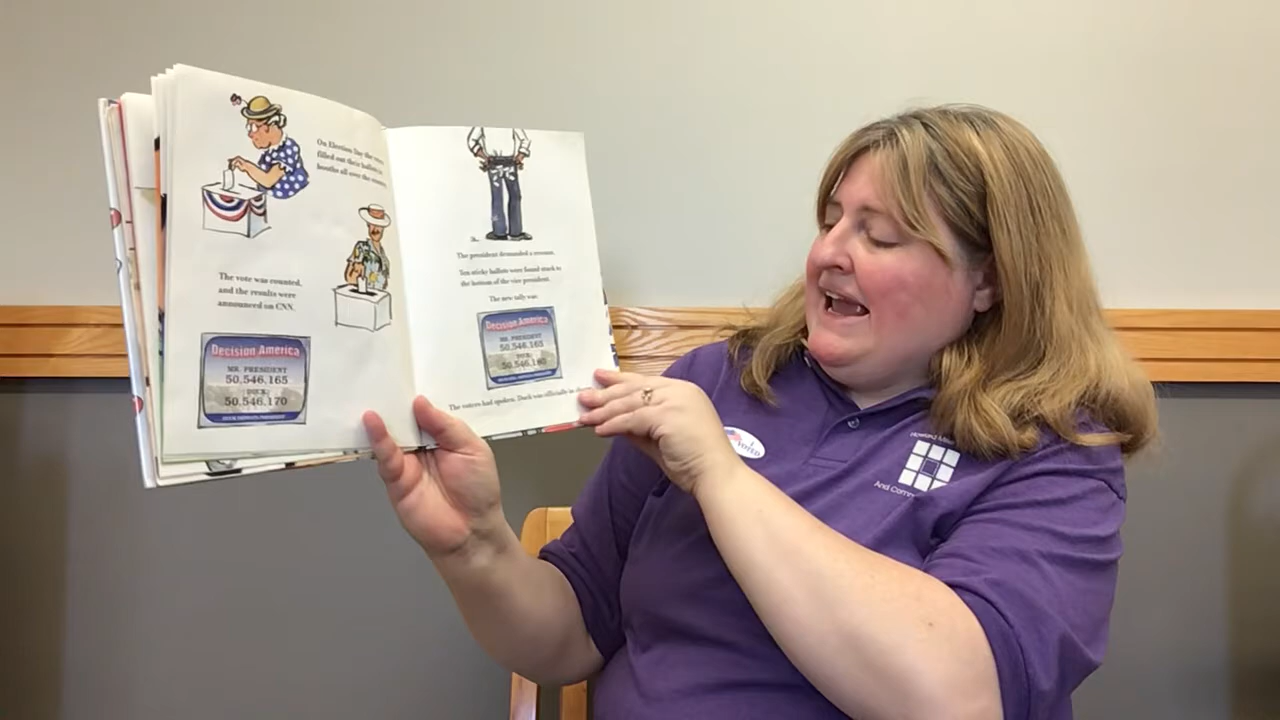 On Election Day the voters
filled out their ballots in
booths all over the country.
The vote was counted,
and the results were
announced on CNN.
Decision America
MR. PRESIDENT
50,546,165
DUCK
50,546,170
The president demanded a recount.
Ten sticky ballots were found stuck to
the bottom of the vice president.
The new tally was:
Decision America
MR. PRESIDENT
50,546,165
DUCK
50,546,180
The voters had spoken. Duck was officially in
I
VOTED
Howard
And